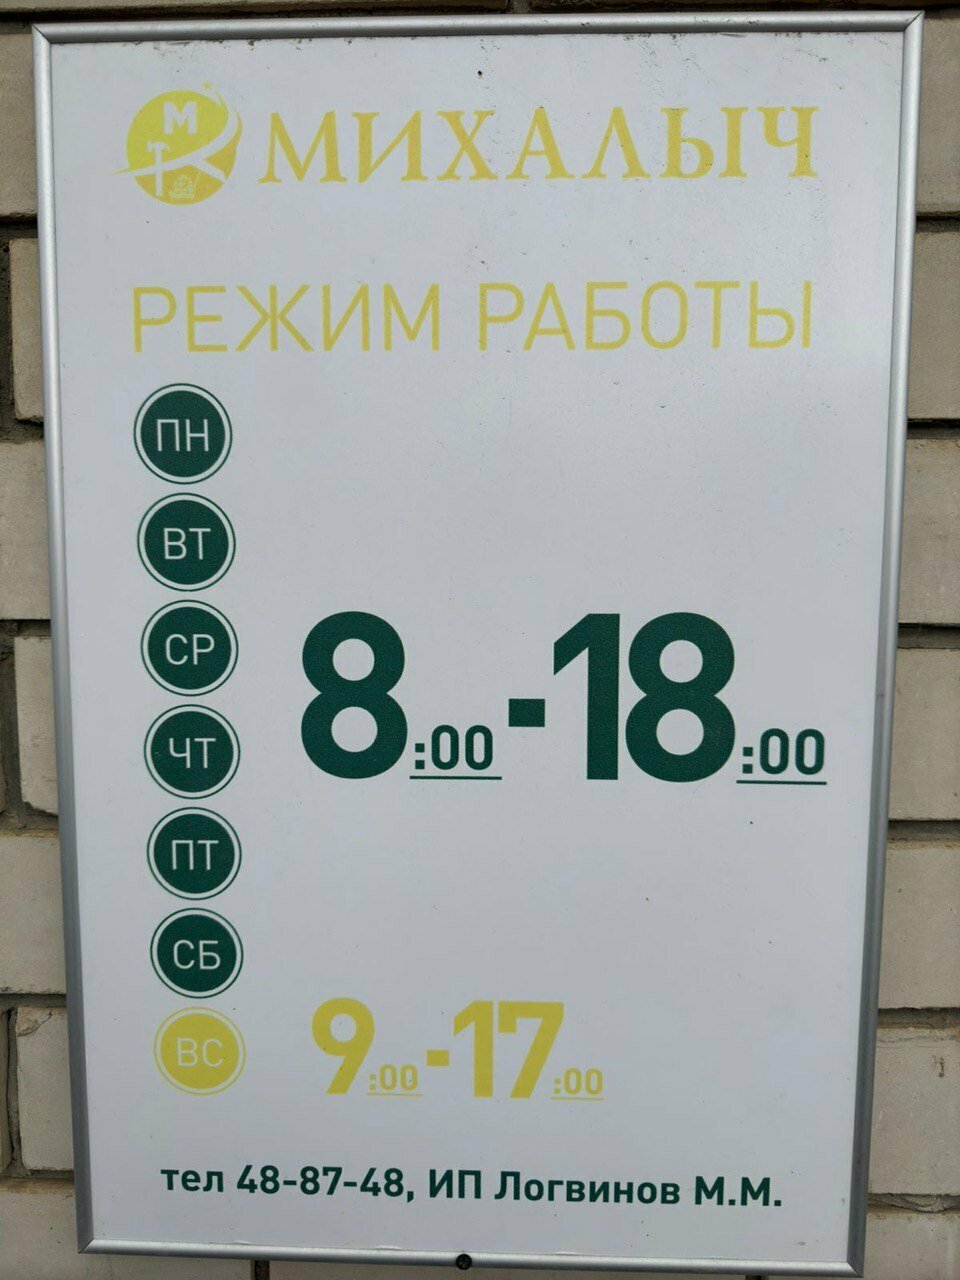 М
МИХАЛЫЧ
РЕЖИМ РАБОТЫ
ПН
ВТ
СР
ЧТ
ПТ
СБ
8:00-18:00
ВС 9:00-17:00
тел 48-87-48, ИП Логвинов М.М.